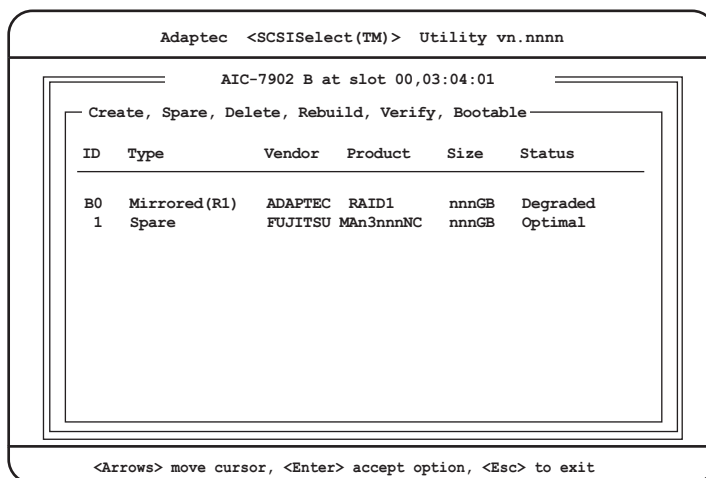 Adaptec <SCSISelect(TM)> Utility vn.nnnn
AIC-7902 B at slot 00,03:04:01
Create, Spare, Delete, Rebuild, Verify, Bootable
ID Type Vendor Product Size Status
B0 Mirrored(R1) ADAPTEC RAID1 nnnGB Degraded
1 Spare FUJITSU MAn3nnnNC nnnGB Optimal
<Arrows> move cursor, <Enter> accept option, <Esc> to exit